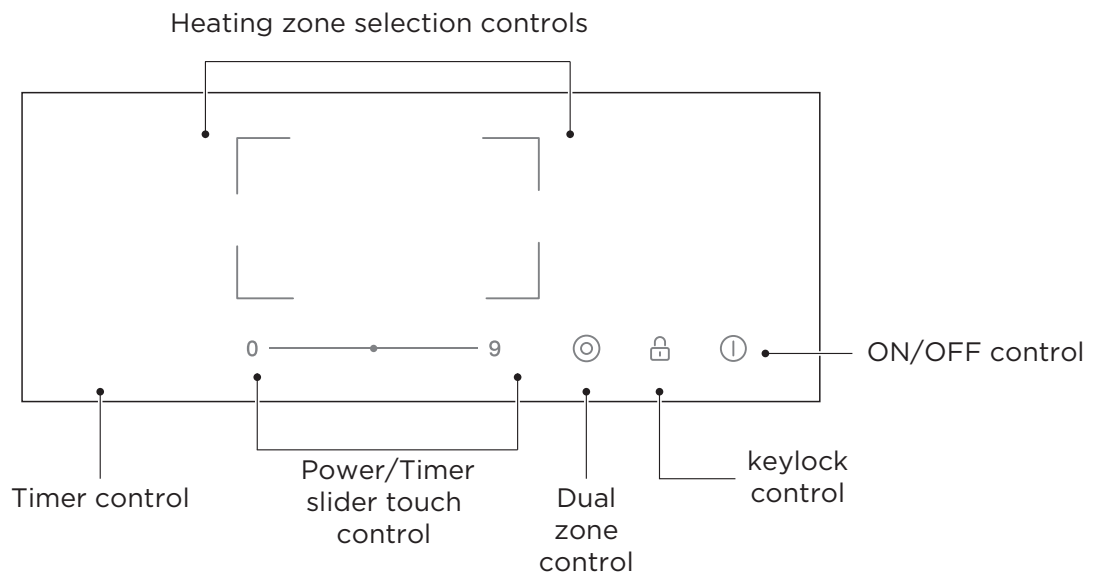 Heating zone selection controls
0
9
ON/OFF control
Timer control
Power/Timer
slider touch
control
Dual
zone
control
keylock
control